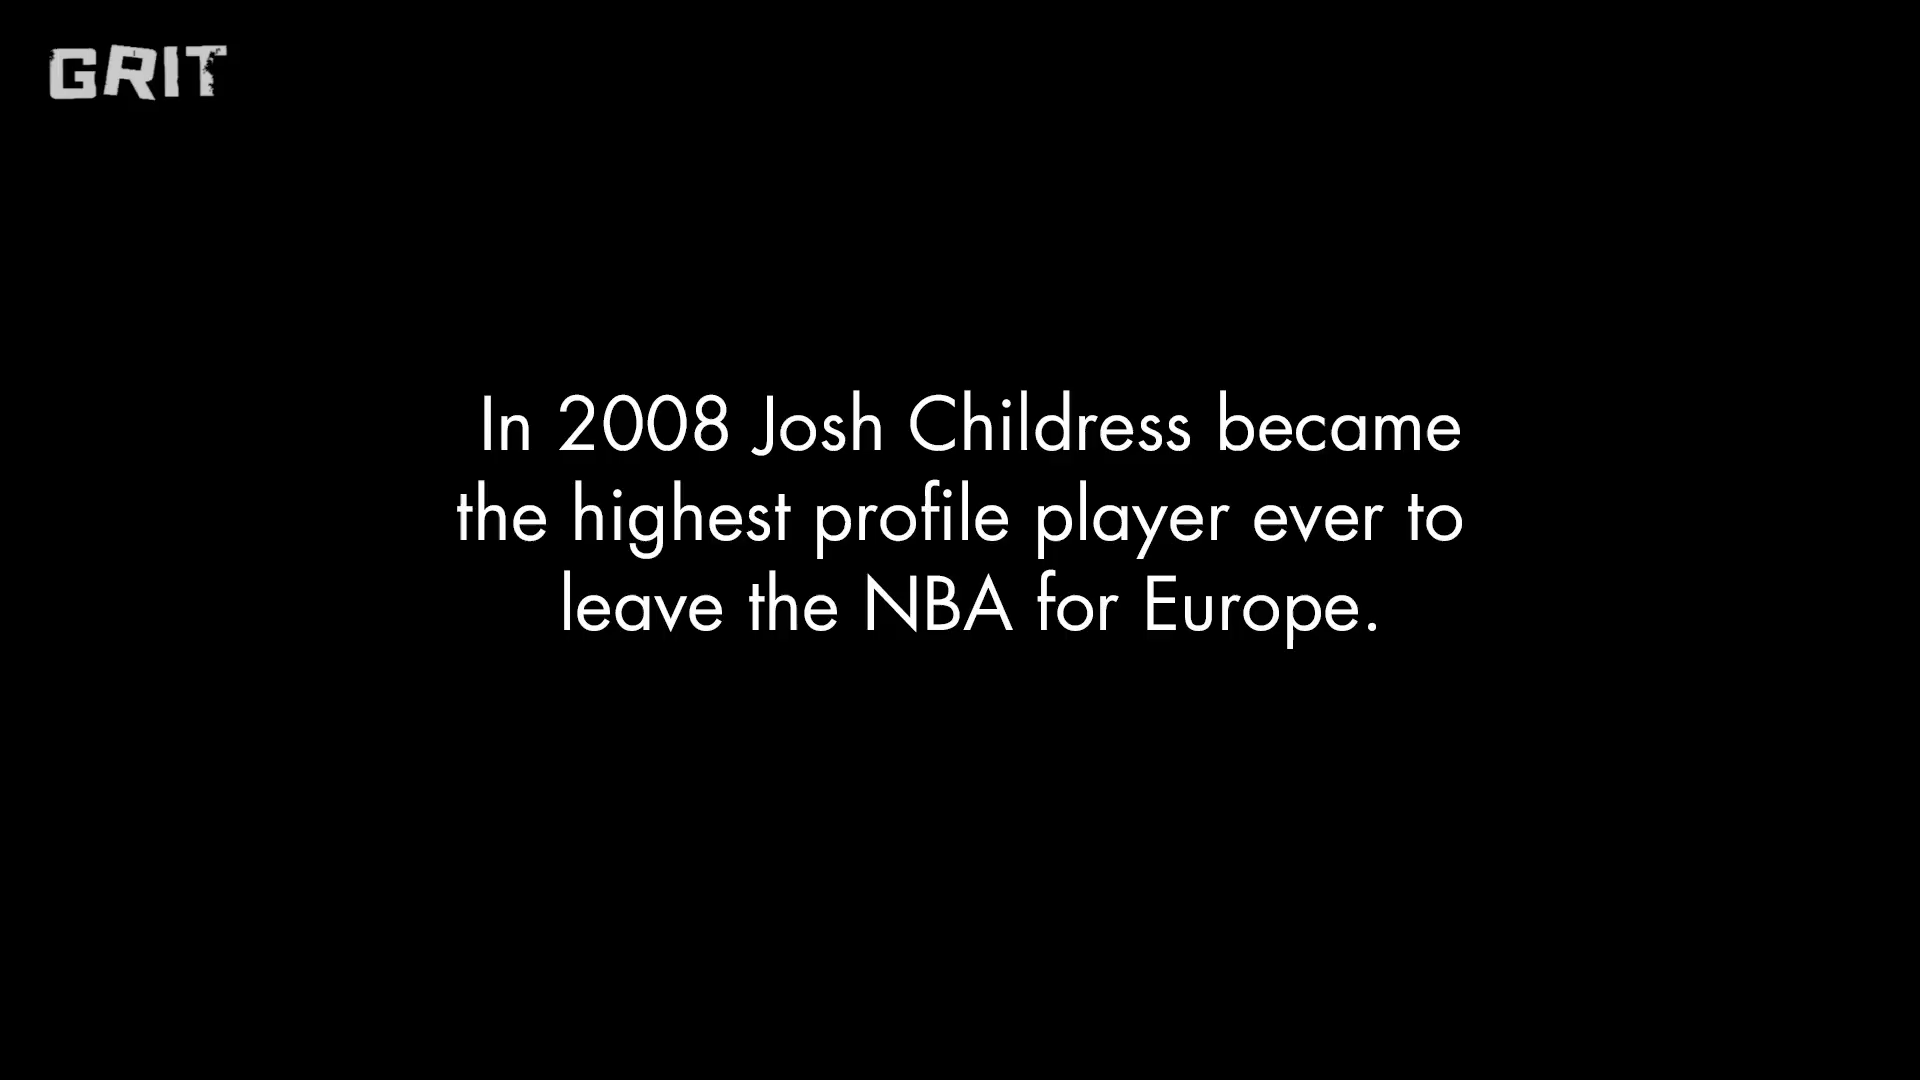 GRIT
In 2008 Josh Childress became
the highest profile player ever to
leave the NBA for Europe.